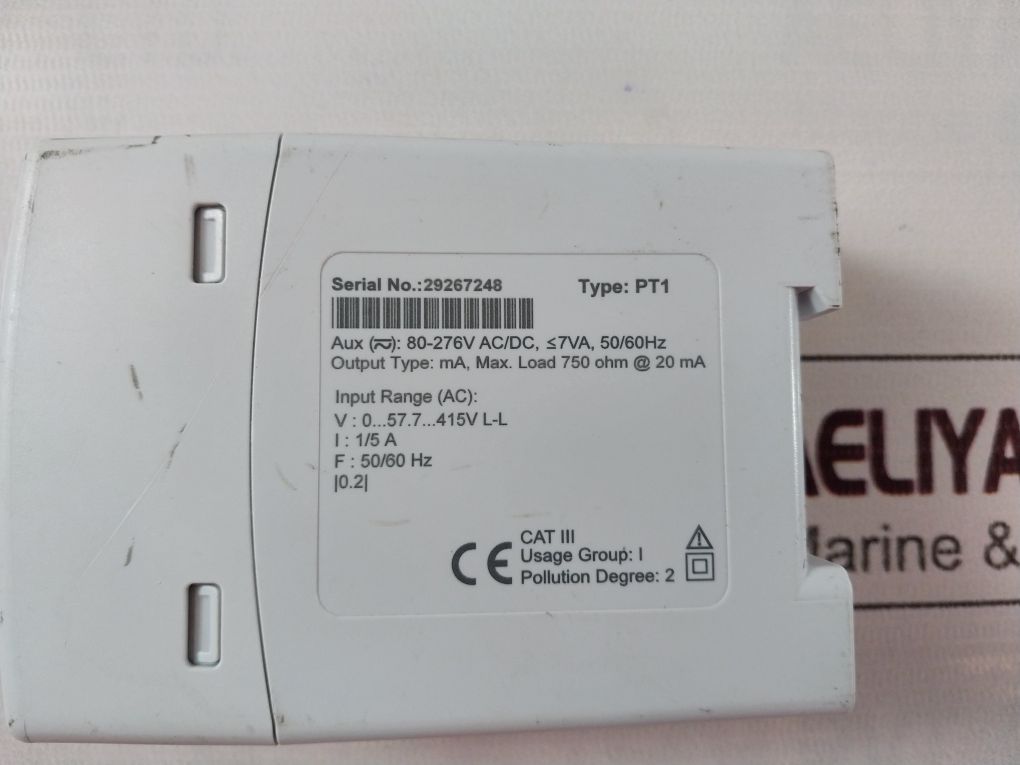 Serial No.:29267248 Type: PT1
Aux (⎓): 80-276V AC/DC, ≤7VA, 50/60Hz
Output Type: mA, Max. Load 750 ohm @ 20 mA
Input Range (AC):
V : 0...57.7...415V L-L
I : 1/5 A
F : 50/60 Hz
|0.2|
CE
CAT III
Usage Group: I
Pollution Degree: 2
AELIYA
Marine &